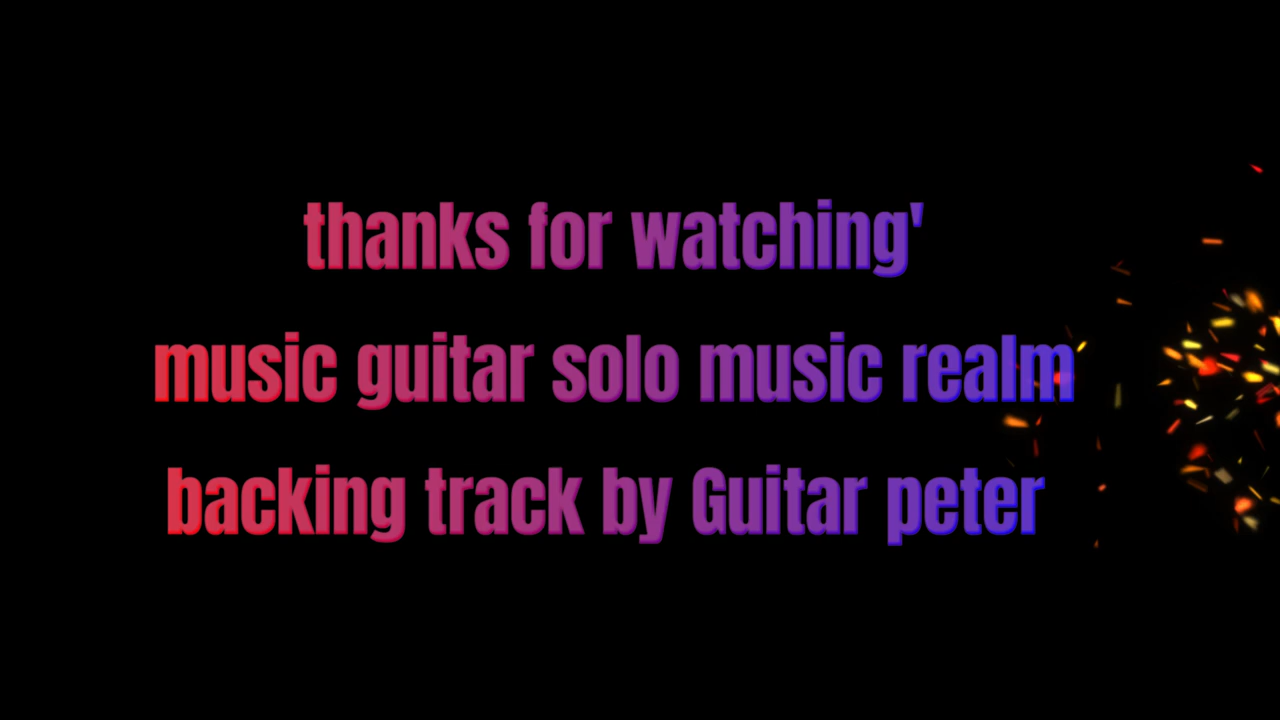 thanks for watching'
music guitar solo music realm
backing track by Guitar peter